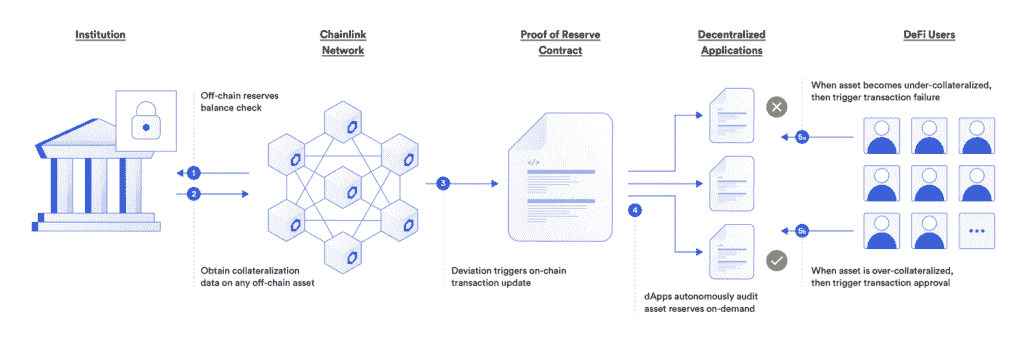 Institution
Chainlink
Network
Proof of Reserve
Contract
Decentralized
Applications
DeFi Users
Off-chain reserves
balance check
1
2
Obtain collateralization
data on any off-chain asset
3
Deviation triggers on-chain
transaction update
</>
4
dApps autonomously audit
asset reserves on-demand
When asset becomes under-collateralized,
then trigger transaction failure
5a
5b
When asset is over-collateralized,
then trigger transaction approval